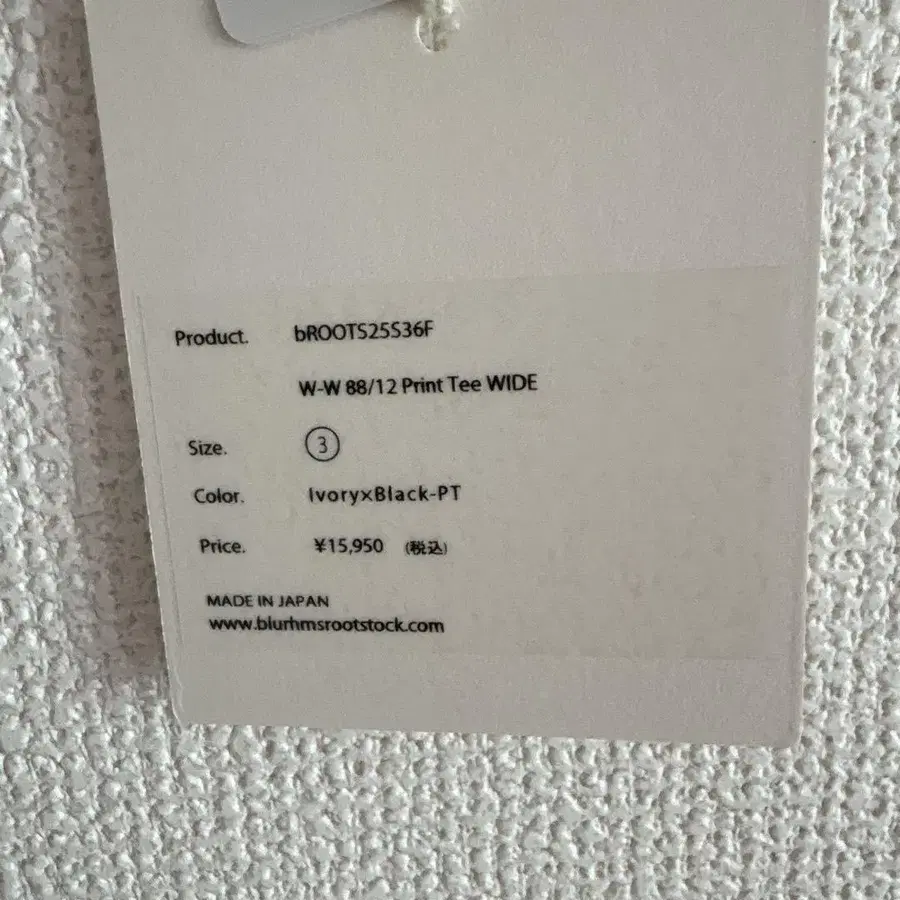 Product. bROOTS25S36F
W-W 88/12 Print Tee WIDE
Size. ③
Color. Ivory×Black-PT
Price. ¥15,950 (税込)
MADE IN JAPAN
www.blurhmsrootstock.com